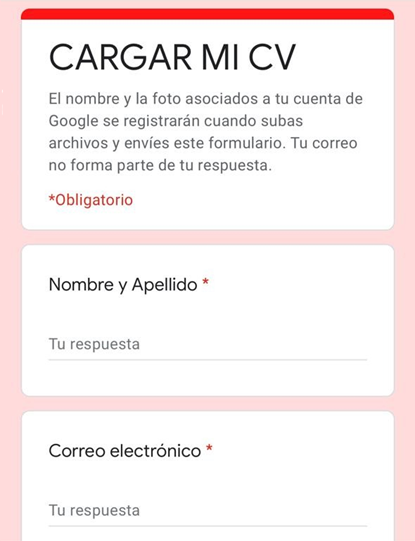 CARGAR MI CV
El nombre y la foto asociados a tu cuenta de
Google se registrarán cuando subas
archivos y envíes este formulario. Tu correo
no forma parte de tu respuesta.
*Obligatorio
Nombre y Apellido *
Tu respuesta
Correo electrónico *
Tu respuesta